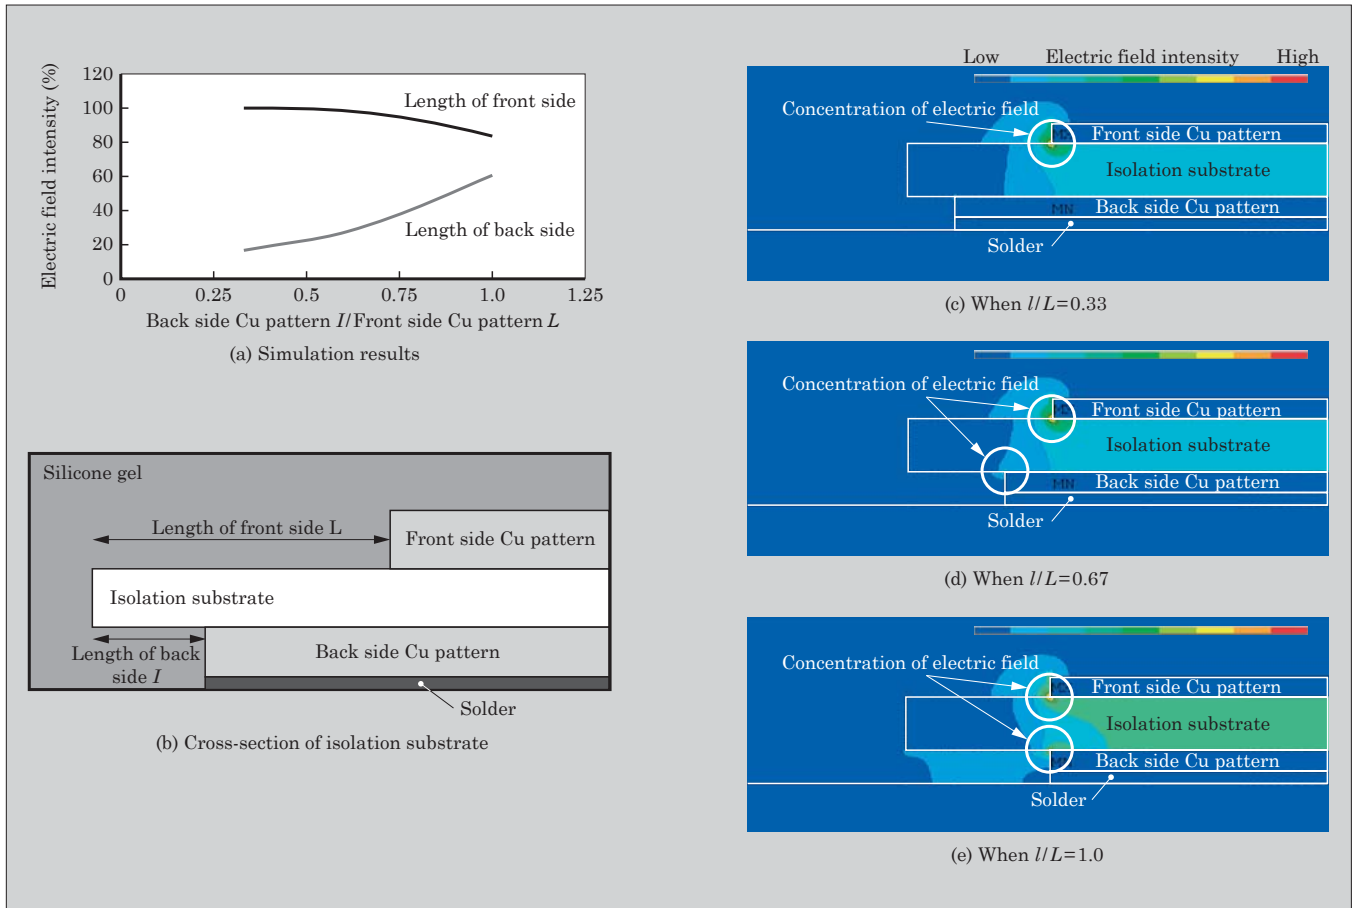 120
100
80
60
40
20
0
Electric field intensity (%)
Length of front side
Length of back side
0 0.25 0.5 0.75 1.0 1.25
Back side Cu pattern I/Front side Cu pattern L
(a) Simulation results
Silicone gel
Length of front side L
Front side Cu pattern
Isolation substrate
Length of back
side I
Back side Cu pattern
Solder
(b) Cross-section of isolation substrate
Low Electric field intensity High
Concentration of electric field
Front side Cu pattern
Isolation substrate
MN
Back side Cu pattern
Solder
(c) When l/L=0.33
Concentration of electric field
Front side Cu pattern
Isolation substrate
MN
Back side Cu pattern
Solder
(d) When l/L=0.67
Concentration of electric field
Front side Cu pattern
Isolation substrate
MN
Back side Cu pattern
Solder
(e) When l/L=1.0